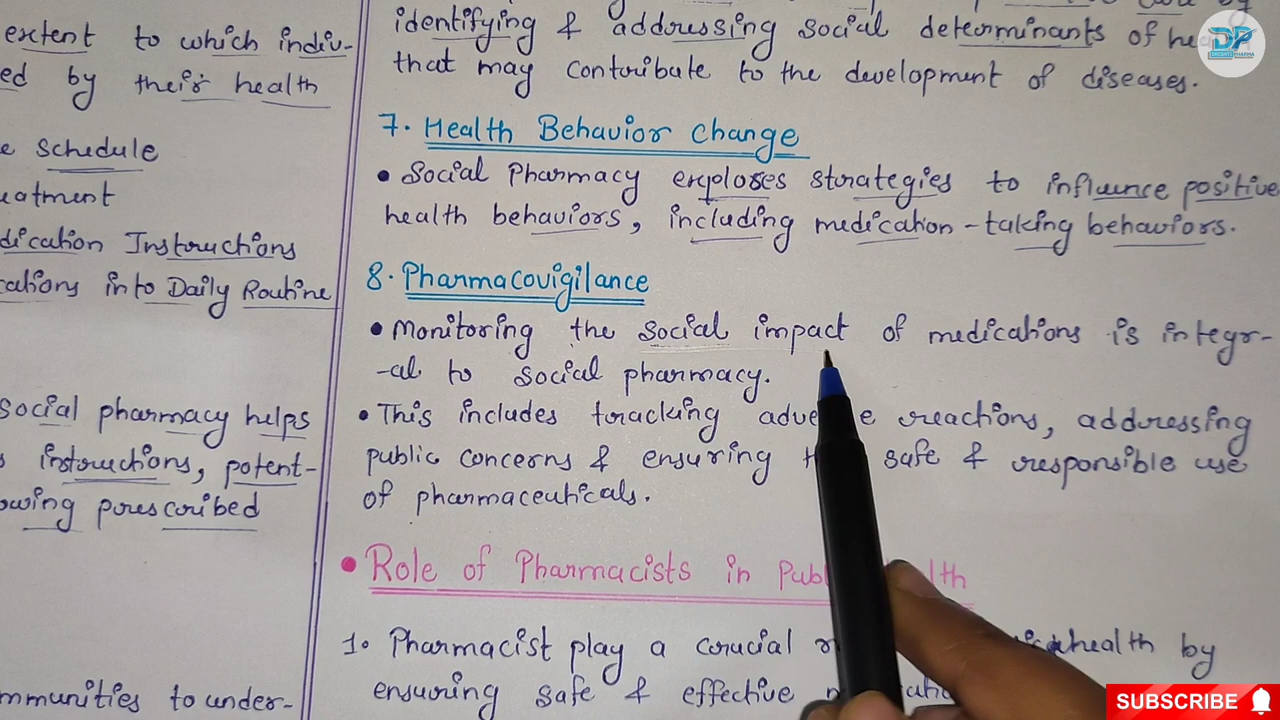 extent to which indiv-
ed by their health
e Schedule
eatment
dication Instructions
cations into Daily Routine
social pharmacy helps
s instructions, potent-
owing prescribed
mmunities to under-
identifying & addressing social determinants of
that may contribute to the development of diseases.
7. Health Behavior Change
• Social Pharmacy exploses strategies to influence positive
health behaviors, including medication-taking behaviors.
8. Pharmacovigilance
• Monitoring the social impact of medications is integr-
-al to social pharmacy.
• This includes tracking adve e reactions, addressing
public concerns & ensuring safe & responsible use
of pharmaceuticals.
• Role of Pharmacists in Pub lth
1. Pharmacist play a crucial health by
ensuring safe & effective
DP
SUBSCRIBE